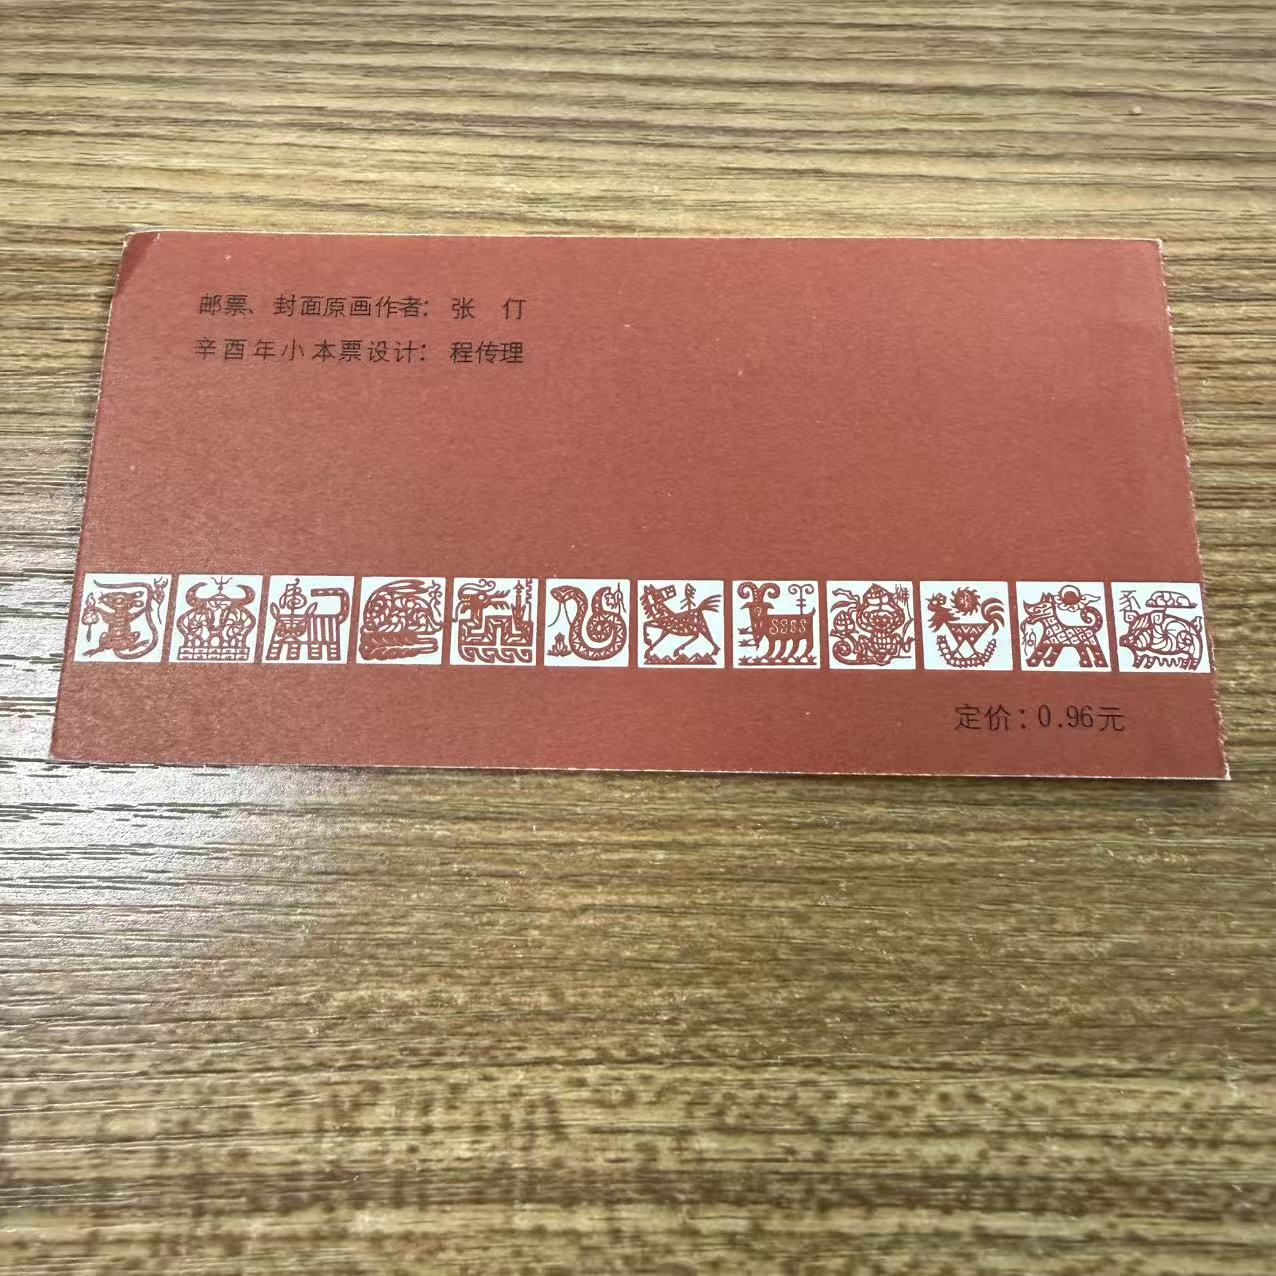 邮票、封面原画作者：张 仃
辛酉年小本票设计：程传理
定价：0.96元